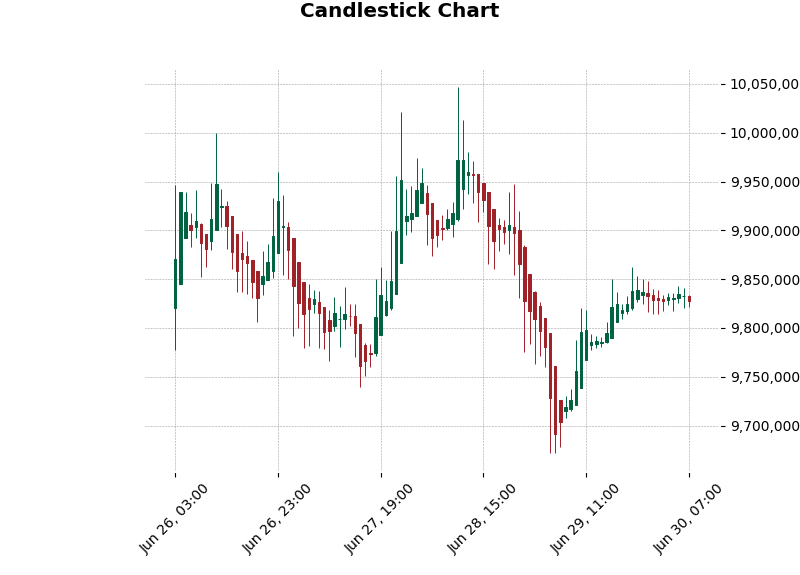 Candlestick Chart
10,050,00
10,000,00
9,950,000
9,900,000
9,850,000
9,800,000
9,750,000
9,700,000
Jun 26, 03:00
Jun 26, 23:00
Jun 27, 19:00
Jun 28, 15:00
Jun 29, 11:00
Jun 30, 07:00